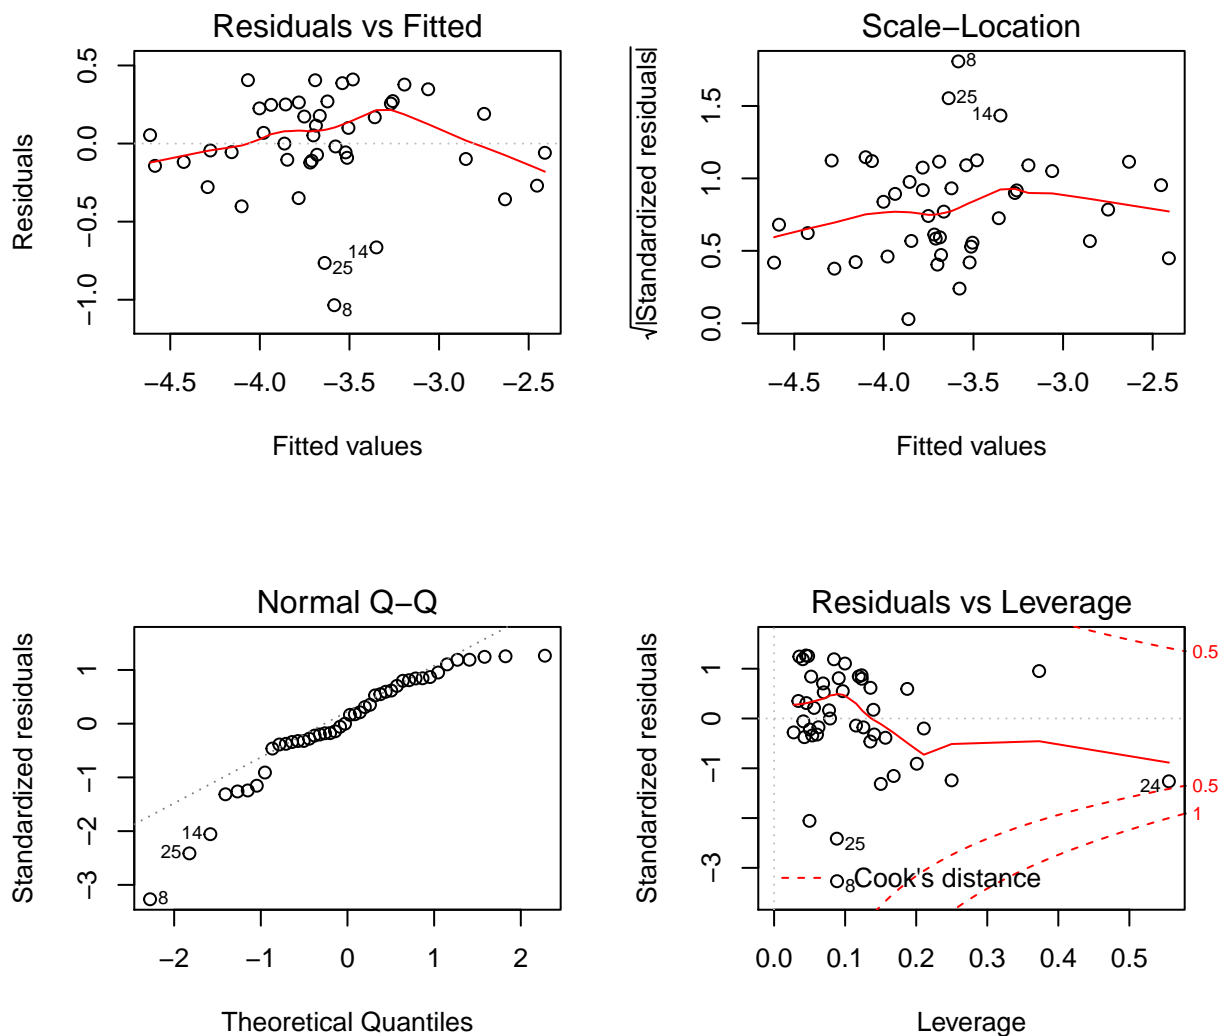 Residuals vs Fitted
Residuals
0.5
0.0
−0.5
−1.0
14
25
8
−4.5 −4.0 −3.5 −3.0 −2.5
Fitted values
Scale−Location
√|Standardized residuals|
1.5
1.0
0.5
0.0
8
25
14
−4.5 −4.0 −3.5 −3.0 −2.5
Fitted values
Normal Q−Q
Standardized residuals
1
0
−1
−2
−3
14
25
8
−2 −1 0 1 2
Theoretical Quantiles
Residuals vs Leverage
Standardized residuals
1
0
−1
−3
0.5
0.5
1
24
25
8
Cook's distance
0.0 0.1 0.2 0.3 0.4 0.5
Leverage